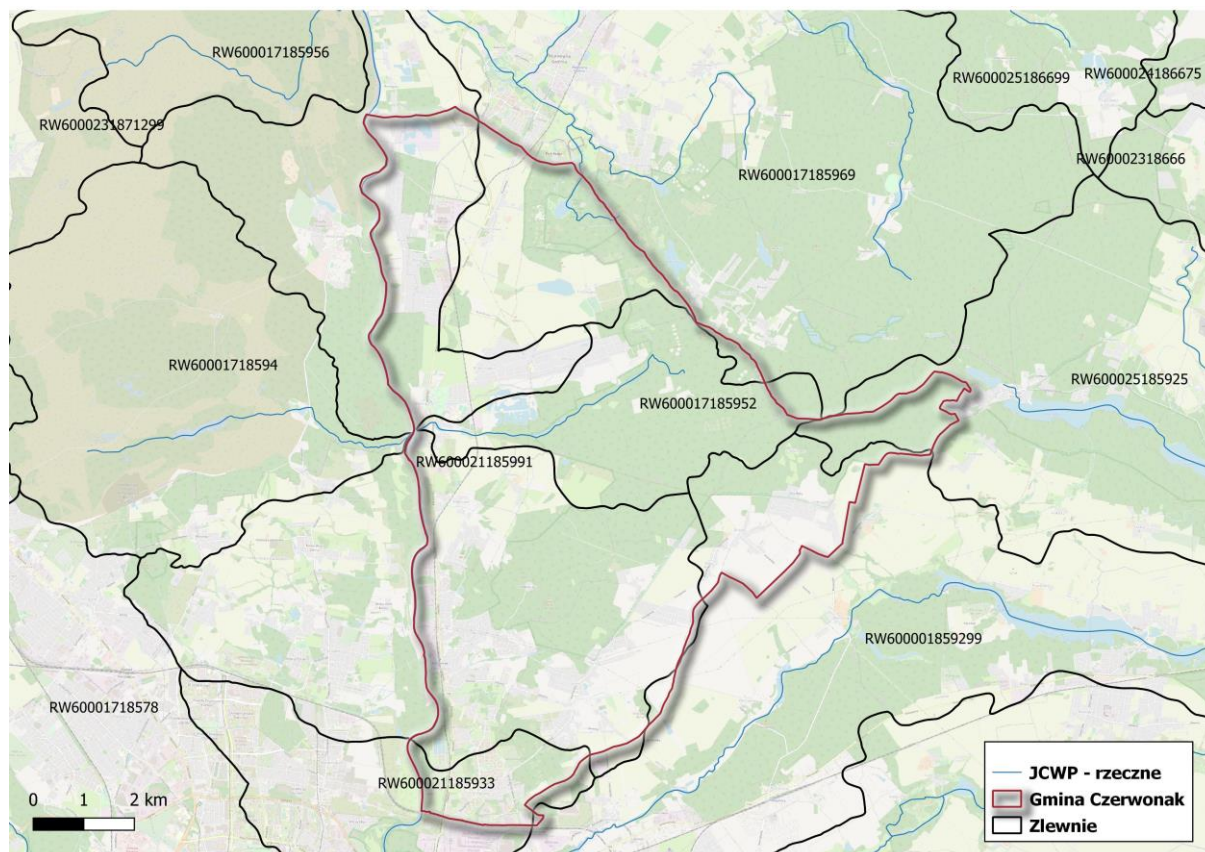 RW600017185956
RW600025186699
RW600024186675
RW6000231871299
RW60002318666
RW600017185969
RW60001718594
RW600025185925
RW600017185952
RW600021185991
RW600001859299
RW60001718578
RW600021185933
0 1 2 km
JCWP - rzeczne
Gmina Czerwonak
Zlewnie